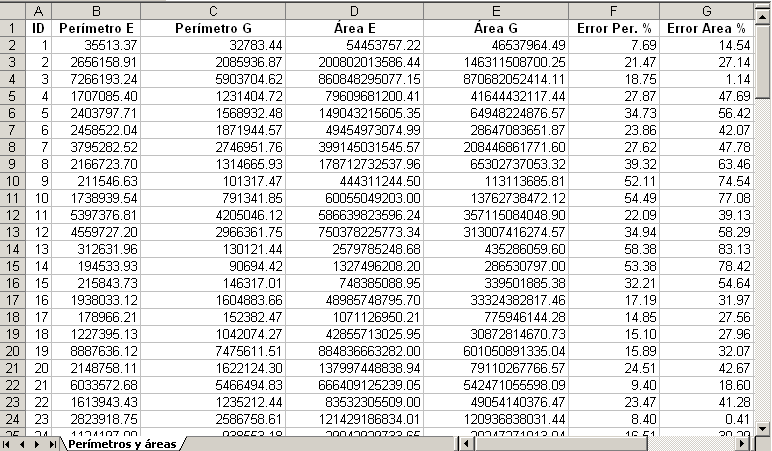 A B C D E F G
1 ID Perímetro E Perímetro G Área E Área G Error Per. % Error Area %
2 1 35513.37 32783.44 54453757.22 46537964.49 7.69 14.54
3 2 2656158.91 2085936.87 200802013586.44 146311508700.25 21.47 27.14
4 3 7266193.24 5903704.62 860848295077.15 870682052414.11 18.75 1.14
5 4 1707085.40 1231404.72 79609681200.41 41644432117.44 27.87 47.69
6 5 2403797.71 1568932.48 149043215605.35 64948224876.57 34.73 56.42
7 6 2458522.04 1871944.57 49454973074.99 28647083651.87 23.86 42.07
8 7 3795282.52 2746951.76 399145031545.57 208446861771.60 27.62 47.78
9 8 2166723.70 1314665.93 178712732537.96 65302737053.32 39.32 63.46
10 9 211546.63 101317.47 444311244.50 113113685.81 52.11 74.54
11 10 1738939.54 791341.85 60055049203.00 13762738472.12 54.49 77.08
12 11 5397376.81 4205046.12 586639823596.24 357115084048.90 22.09 39.13
13 12 4559727.20 2966361.75 750378225773.34 313007416274.57 34.94 58.29
14 13 312631.96 130121.44 2579785248.68 435286059.60 58.38 83.13
15 14 194533.93 90694.42 1327496208.20 286530797.00 53.38 78.42
16 15 215843.73 146317.01 748385088.95 339501885.38 32.21 54.64
17 16 1938033.12 1604883.66 48985748795.70 33324382817.46 17.19 31.97
18 17 178966.21 152382.47 1071126950.21 775946144.28 14.85 27.56
19 18 1227395.13 1042074.27 42855713025.95 30872814670.73 15.10 27.96
20 19 8887636.12 7475611.51 884836663282.00 601050891335.04 15.89 32.07
21 20 2148758.11 1622124.30 137997448838.94 79110267766.57 24.51 42.67
22 21 6033572.68 5466494.83 666409125239.05 542471055598.09 9.40 18.60
23 22 1613943.43 1235212.44 83532305509.00 49054140376.47 23.47 41.28
24 23 2823918.75 2586758.61 121429186834.01 120936838031.44 8.40 0.41
25 24
Perímetros y áreas